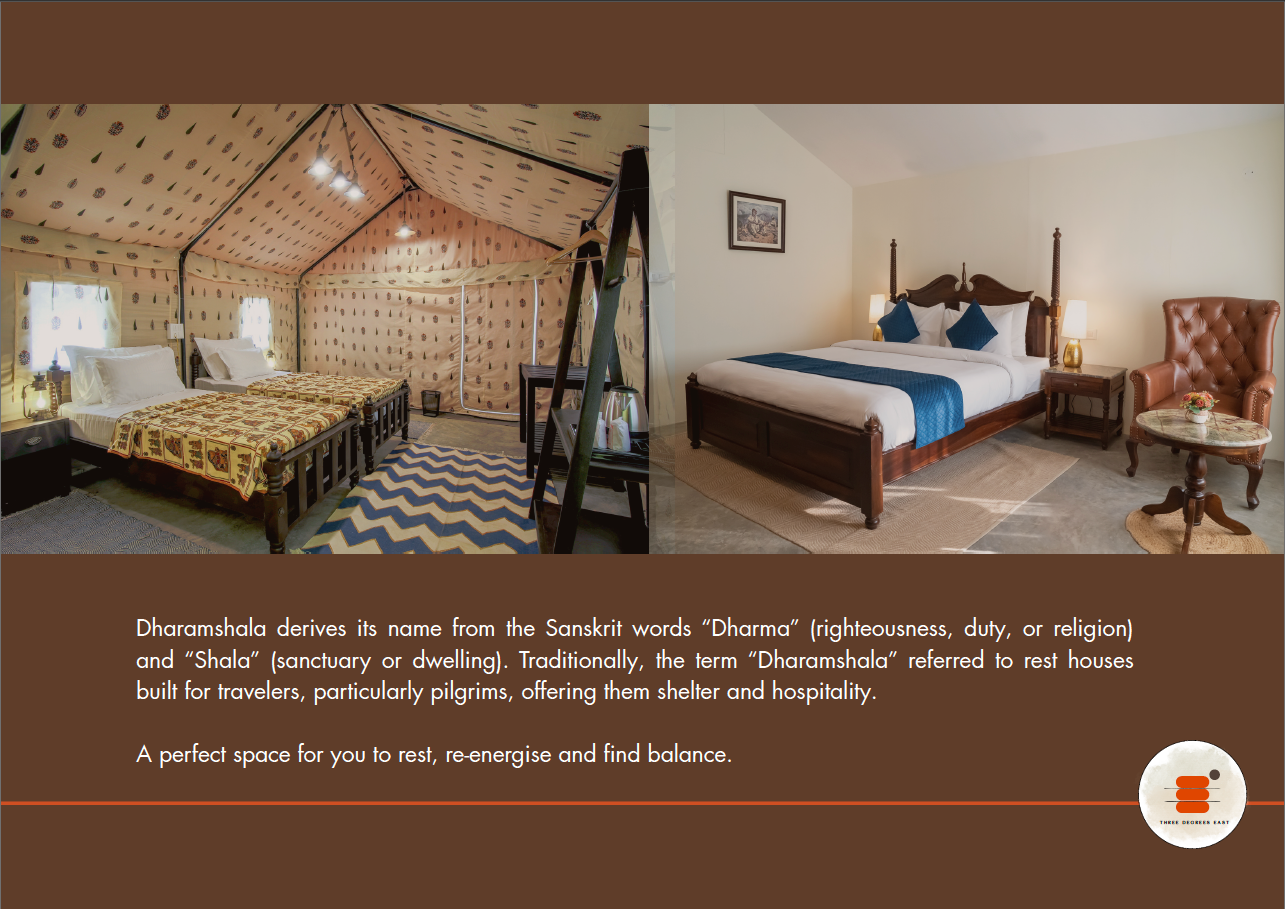 Dharamshala derives its name from the Sanskrit words “Dharma” (righteousness, duty, or religion)
and “Shala” (sanctuary or dwelling). Traditionally, the term “Dharamshala” referred to rest houses
built for travelers, particularly pilgrims, offering them shelter and hospitality.
A perfect space for you to rest, re-energise and find balance.
THREE DEGREES EAST